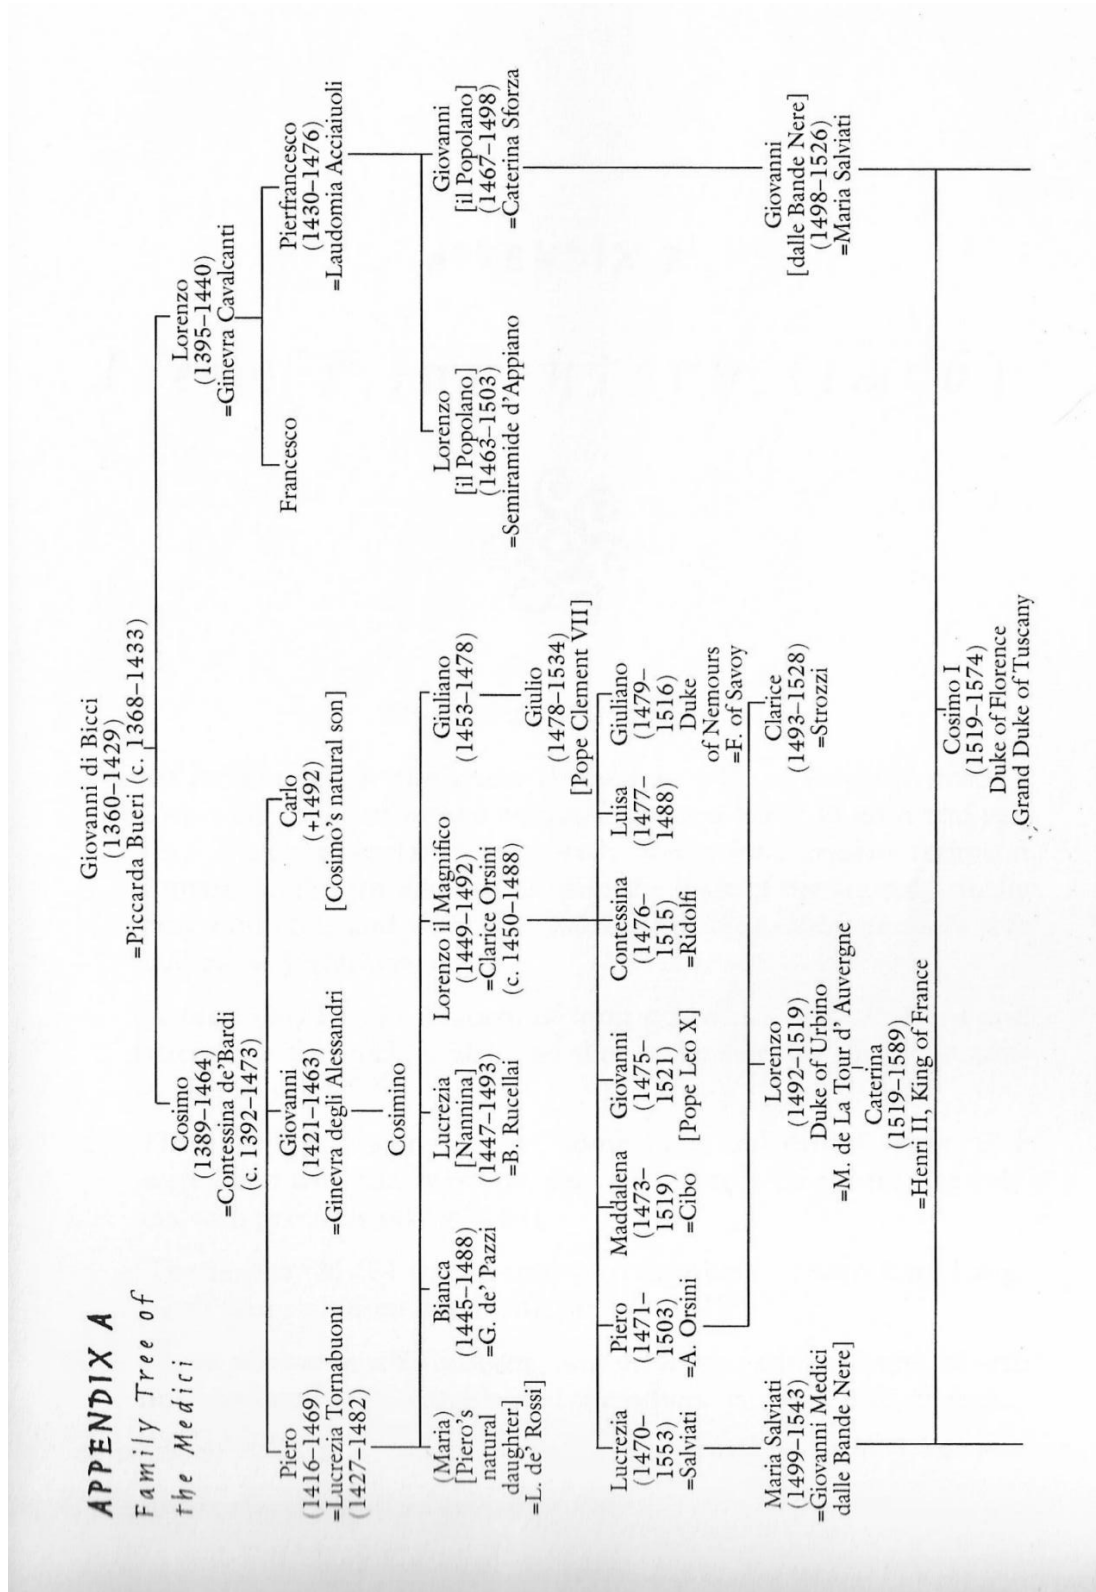 APPENDIX A
Family Tree of
the Medici
Giovanni di Bicci
(1360–1429)
=Piccarda Bueri (c. 1368–1433)
Cosimo
(1389–1464)
=Contessina de'Bardi
(c. 1392–1473)
Lorenzo
(1395–1440)
=Ginevra Cavalcanti
Piero
(1416–1469)
=Lucrezia Tornabuoni
(1427–1482)
Giovanni
(1421–1463)
=Ginevra degli Alessandri
Cosimino
Carlo
(+1492)
[Cosimo's natural son]
Francesco
Pierfrancesco
(1430–1476)
=Laudomia Acciaiuoli
(Maria)
[Piero's
natural
daughter]
=L. de' Rossi]
Bianca
(1445–1488)
=G. de' Pazzi
Lucrezia
[Nannina]
(1447–1493)
=B. Rucellai
Lorenzo il Magnifico
(1449–1492)
=Clarice Orsini
(c. 1450–1488)
Giuliano
(1453–1478)
Giulio
(1478–1534)
[Pope Clement VII]
Lorenzo
[il Popolano]
(1463–1503)
=Semiramide d'Appiano
Giovanni
[il Popolano]
(1467–1498)
=Caterina Sforza
Lucrezia
(1470–
1553)
=Salviati
Piero
(1471–
1503)
=A. Orsini
Maddalena
(1473–
1519)
=Cibo
Giovanni
(1475–
1521)
[Pope Leo X]
Contessina
(1476–
1515)
=Ridolfi
Luisa
(1477–
1488)
Giuliano
(1479–
1516)
Duke
of Nemours
=F. of Savoy
Maria Salviati
(1499–1543)
=Giovanni Medici
dalle Bande Nere]
Lorenzo
(1492–1519)
Duke of Urbino
=M. de La Tour d' Auvergne
Clarice
(1493–1528)
=Strozzi
Giovanni
[dalle Bande Nere]
(1498–1526)
=Maria Salviati
Caterina
(1519–1589)
=Henri II, King of France
Cosimo I
(1519–1574)
Duke of Florence
Grand Duke of Tuscany